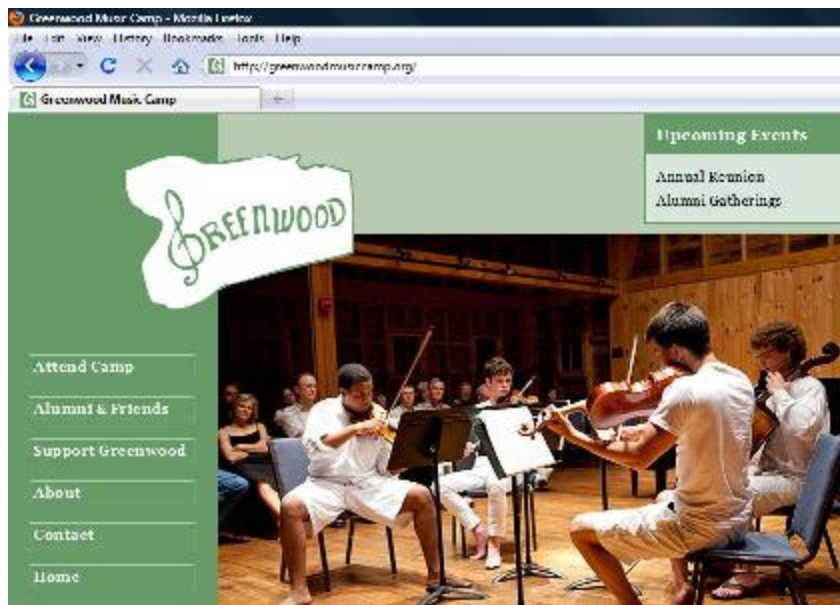 Greenwood Music Camp - Mozilla Firefox
File Edit View History Bookmarks Tools Help
http://greenwoodmusiccamp.org/
Greenwood Music Camp
Upcoming Events
Annual Reunion
Alumni Gatherings
GREENWOOD
Attend Camp
Alumni & Friends
Support Greenwood
About
Contact
Home